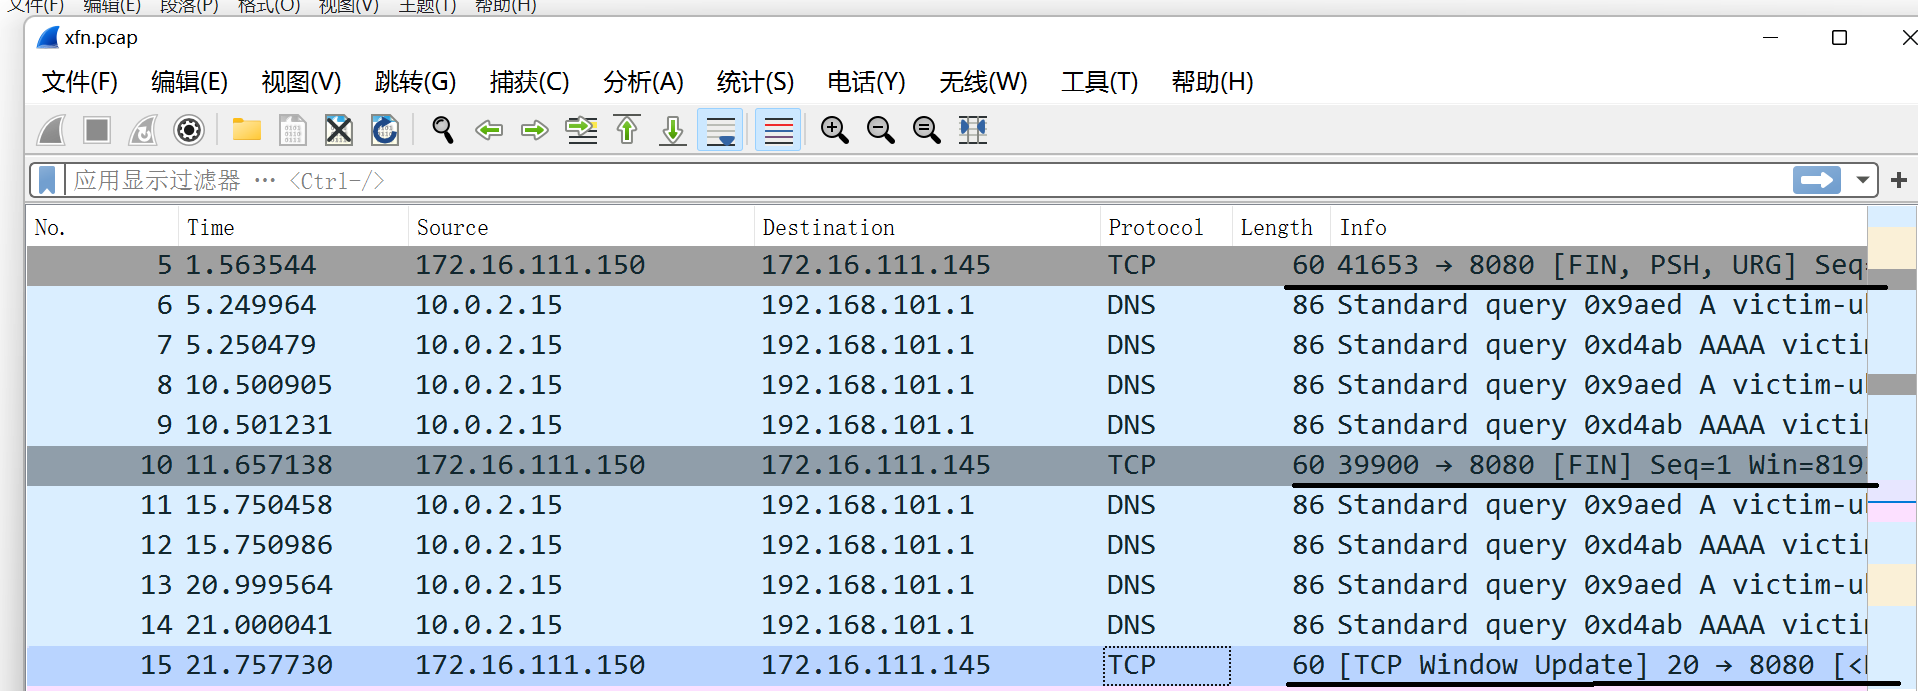 文件(F) 编辑(E) 段落(P) 格式(O) 视图(V) 主题(T) 帮助(H)
xfn.pcap
文件(F) 编辑(E) 视图(V) 跳转(G) 捕获(C) 分析(A) 统计(S) 电话(Y) 无线(W) 工具(T) 帮助(H)
应用显示过滤器 … <Ctrl-/>
No. Time Source Destination Protocol Length Info
5 1.563544 172.16.111.150 172.16.111.145 TCP 60 41653 → 8080 [FIN, PSH, URG] Seq=
6 5.249964 10.0.2.15 192.168.101.1 DNS 86 Standard query 0x9aed A victim-u
7 5.250479 10.0.2.15 192.168.101.1 DNS 86 Standard query 0xd4ab AAAA victi
8 10.500905 10.0.2.15 192.168.101.1 DNS 86 Standard query 0x9aed A victim-u
9 10.501231 10.0.2.15 192.168.101.1 DNS 86 Standard query 0xd4ab AAAA victi
10 11.657138 172.16.111.150 172.16.111.145 TCP 60 39900 → 8080 [FIN] Seq=1 Win=819
11 15.750458 10.0.2.15 192.168.101.1 DNS 86 Standard query 0x9aed A victim-u
12 15.750986 10.0.2.15 192.168.101.1 DNS 86 Standard query 0xd4ab AAAA victi
13 20.999564 10.0.2.15 192.168.101.1 DNS 86 Standard query 0x9aed A victim-u
14 21.000041 10.0.2.15 192.168.101.1 DNS 86 Standard query 0xd4ab AAAA victi
15 21.757730 172.16.111.150 172.16.111.145 TCP 60 [TCP Window Update] 20 → 8080 [<